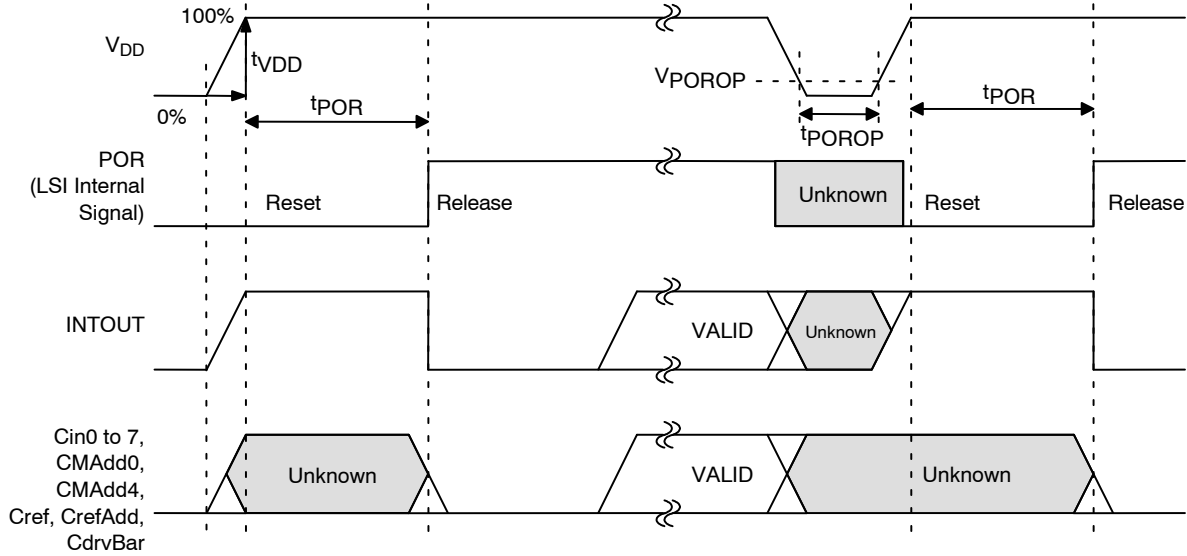 100%
VDD
tVDD
VPOROP
0%
tPOR
tPOR
tPOROP
POR
(LSI Internal
Signal)
Reset
Release
Unknown
Reset
Release
INTOUT
VALID
Unknown
Cin0 to 7,
CMAdd0,
CMAdd4,
Cref, CrefAdd,
CdrvBar
Unknown
VALID
Unknown